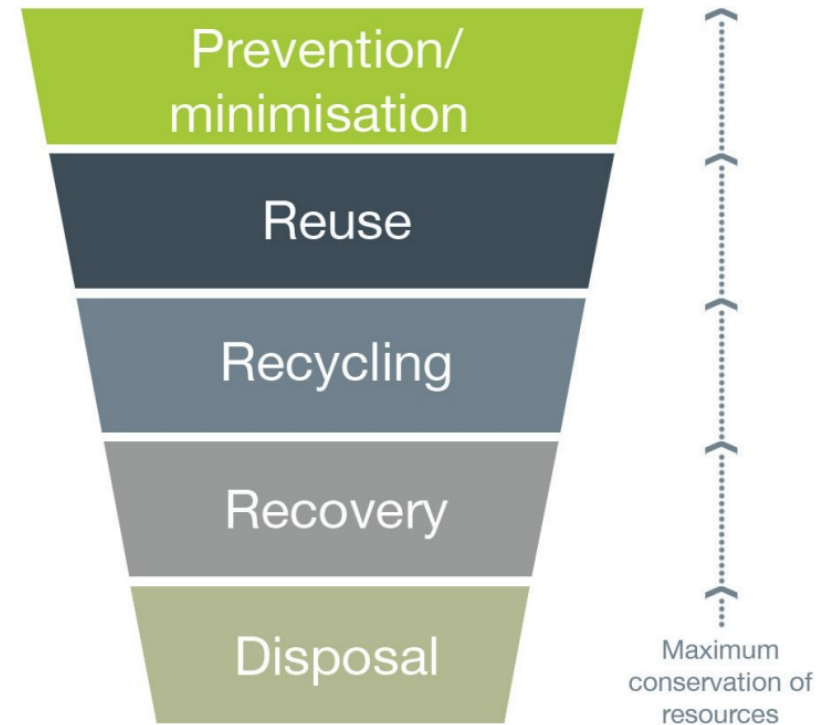 Prevention/
minimisation
Reuse
Recycling
Recovery
Disposal
Maximum
conservation of
resources